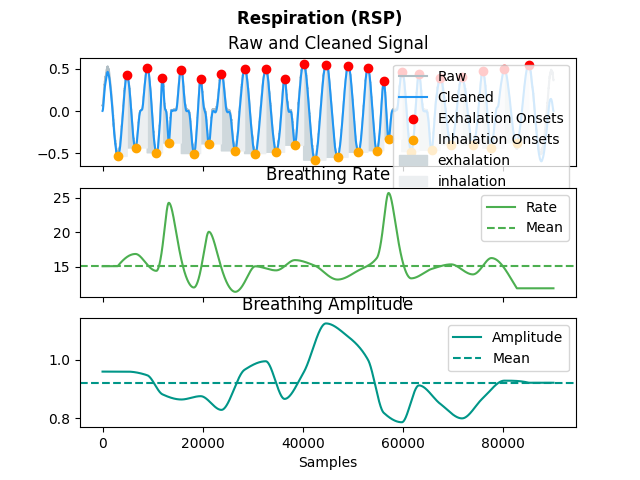 Respiration (RSP)
Raw and Cleaned Signal
0.5
0.0
−0.5
Raw
Cleaned
Exhalation Onsets
Inhalation Onsets
exhalation
inhalation
Breathing Rate
25
20
15
Rate
Mean
Breathing Amplitude
1.0
0.8
Amplitude
Mean
0 20000 40000 60000 80000
Samples